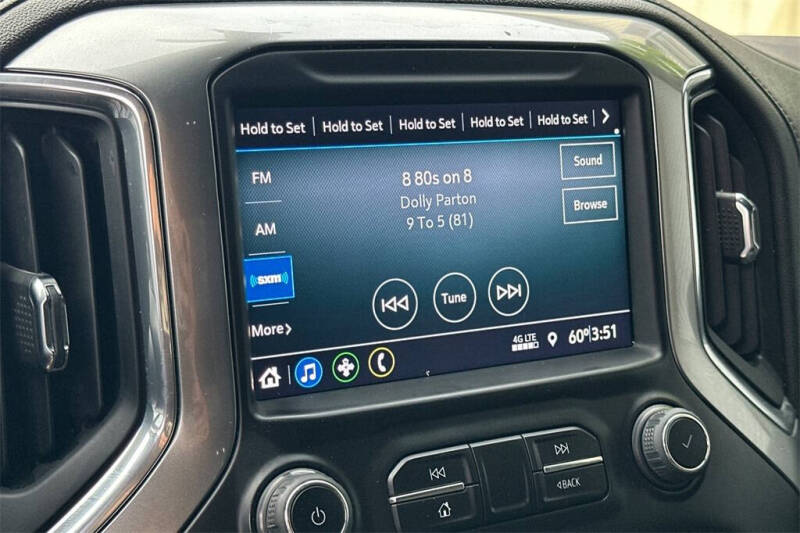 Hold to Set Hold to Set Hold to Set Hold to Set Hold to Set >
FM
8 80s on 8
Sound
Dolly Parton
AM
9 To 5 (81)
Browse
sxm
Tune
More >
4G LTE
60° 3:51
<BACK